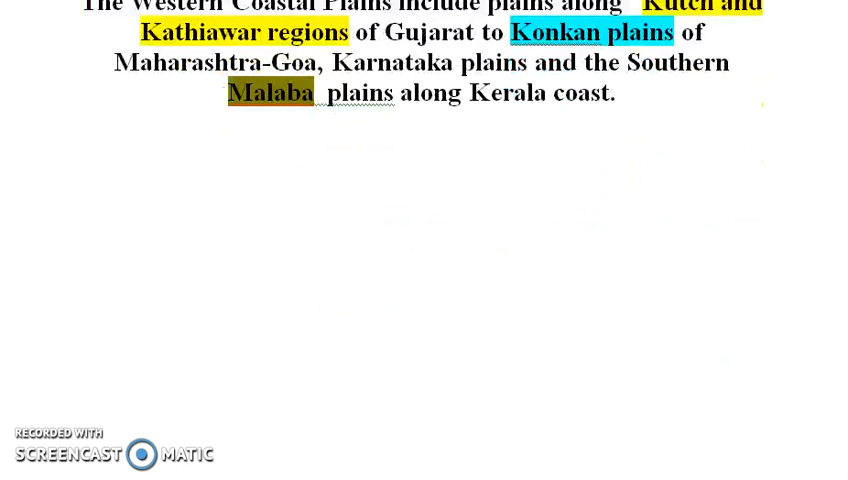 The Western Coastal Plains include plains along Kutch and
Kathiawar regions of Gujarat to Konkan plains of
Maharashtra-Goa, Karnataka plains and the Southern
Malaba plains along Kerala coast.
RECORDED WITH
SCREENCAST MATIC